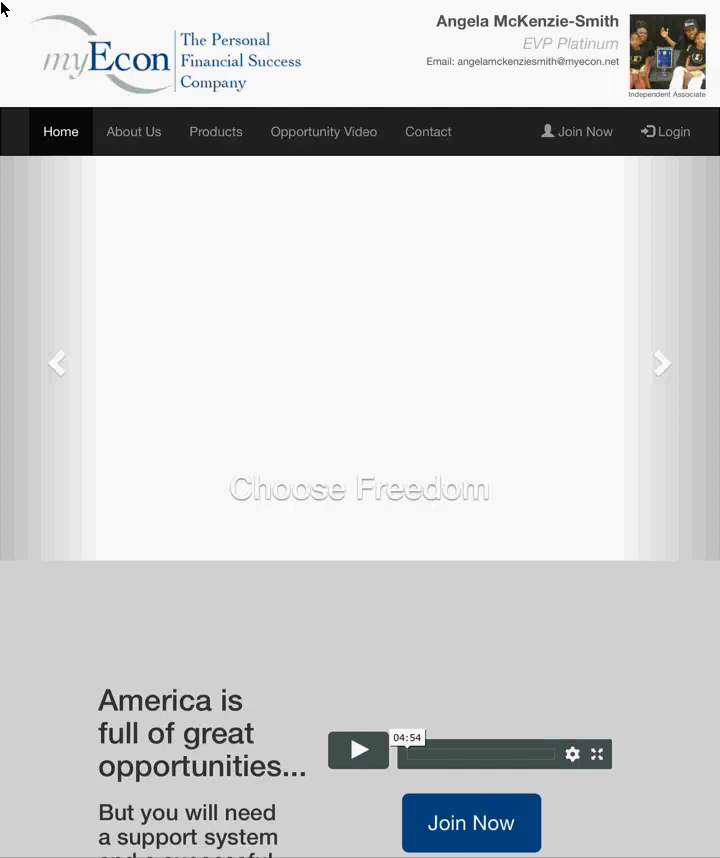 myEcon
The Personal
Financial Success
Company
Angela McKenzie-Smith
EVP Platinum
Email: angelamckenziesmith@myecon.net
Independent Associate
Home About Us Products Opportunity Video Contact Join Now Login
Choose Freedom
America is
full of great
opportunities...
04:54
But you will need
a support system
and a successful
Join Now